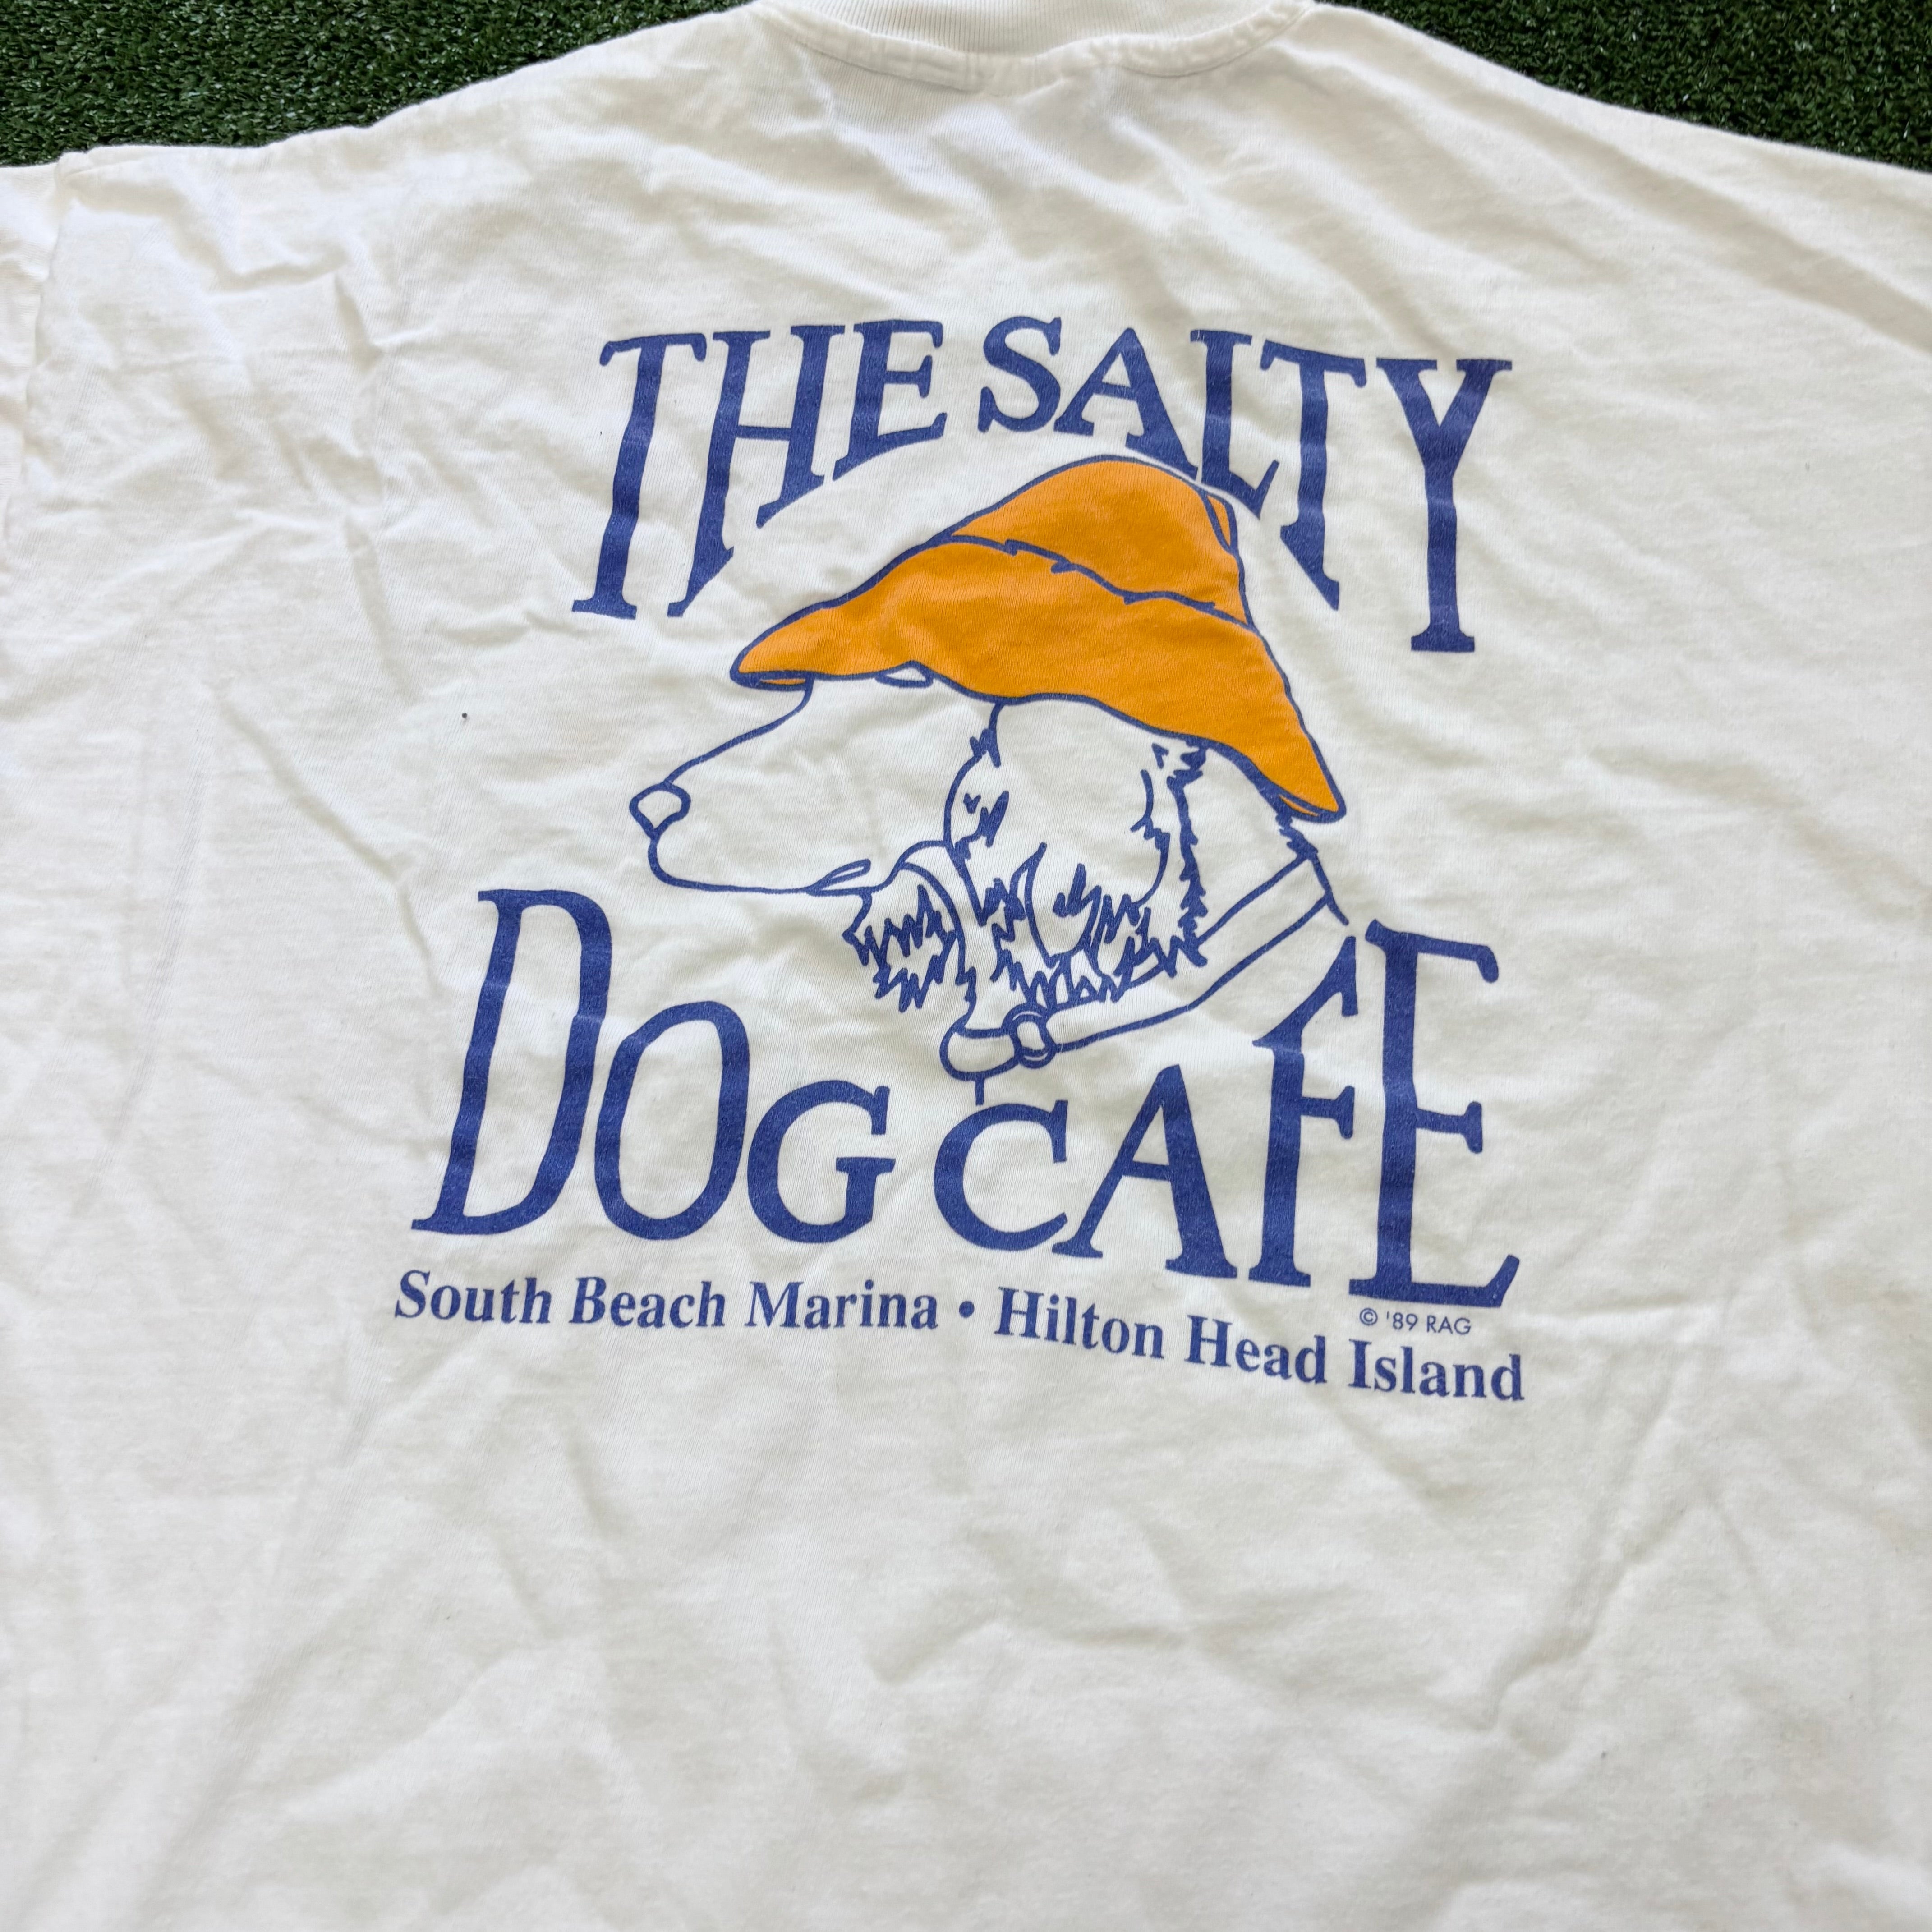 THE SALTY
DOG CAFE
© '89 RAG
South Beach Marina • Hilton Head Island